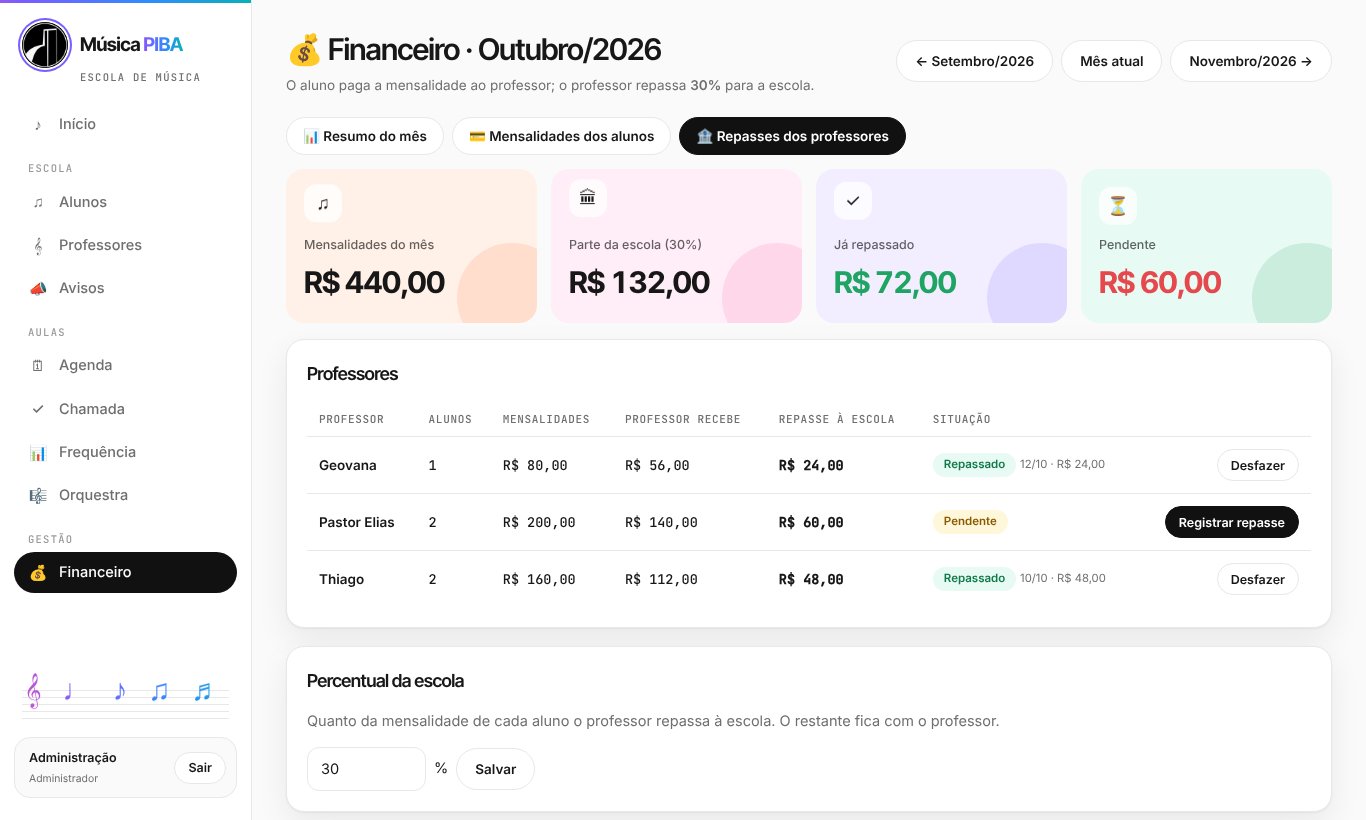 Música PIBA
ESCOLA DE MÚSICA
♪ Início
ESCOLA
♫ Alunos
𝄞 Professores
📣 Avisos
AULAS
🗓 Agenda
✓ Chamada
📊 Frequência
🎼 Orquestra
GESTÃO
💰 Financeiro
Administração
Administrador
Sair
💰 Financeiro · Outubro/2026
O aluno paga a mensalidade ao professor; o professor repassa 30% para a escola.
← Setembro/2026 Mês atual Novembro/2026 →
📊 Resumo do mês 💳 Mensalidades dos alunos 🏦 Repasses dos professores
Mensalidades do mês
R$ 440,00
Parte da escola (30%)
R$ 132,00
Já repassado
R$ 72,00
Pendente
R$ 60,00
Professores
PROFESSOR ALUNOS MENSALIDADES PROFESSOR RECEBE REPASSE À ESCOLA SITUAÇÃO
Geovana 1 R$ 80,00 R$ 56,00 R$ 24,00 Repassado 12/10 · R$ 24,00 Desfazer
Pastor Elias 2 R$ 200,00 R$ 140,00 R$ 60,00 Pendente Registrar repasse
Thiago 2 R$ 160,00 R$ 112,00 R$ 48,00 Repassado 10/10 · R$ 48,00 Desfazer
Percentual da escola
Quanto da mensalidade de cada aluno o professor repassa à escola. O restante fica com o professor.
30 % Salvar